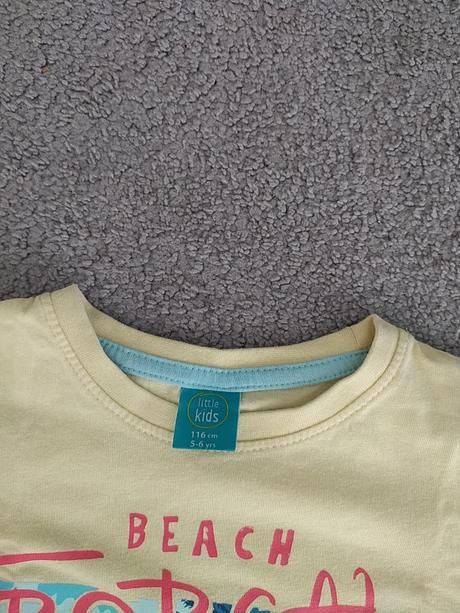 little
kids
116 cm
5-6 yrs
BEACH